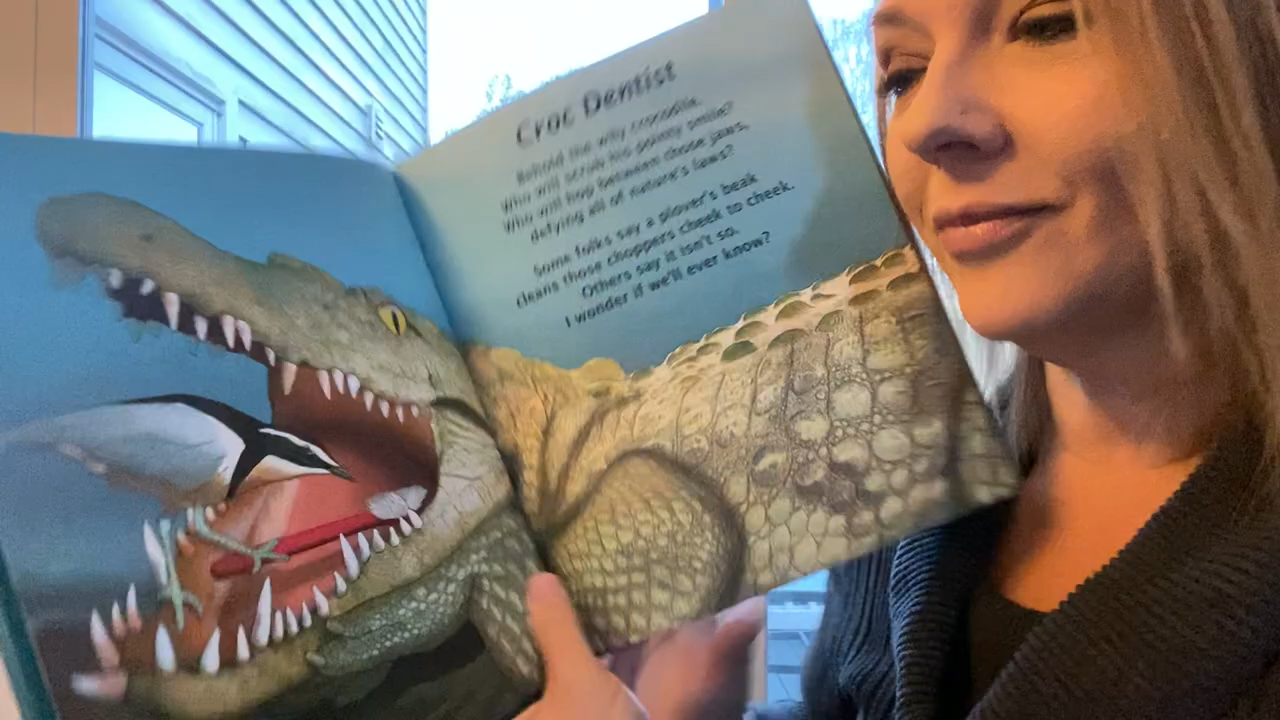 Croc Dentist
Behold the wily crocodile.
Who will scrub his pointy smile?
Who will hop between those jaws,
defying all of nature's laws?
Some folks say a plover's beak
cleans those choppers cheek to cheek.
Others say it isn't so.
I wonder if we'll ever know?